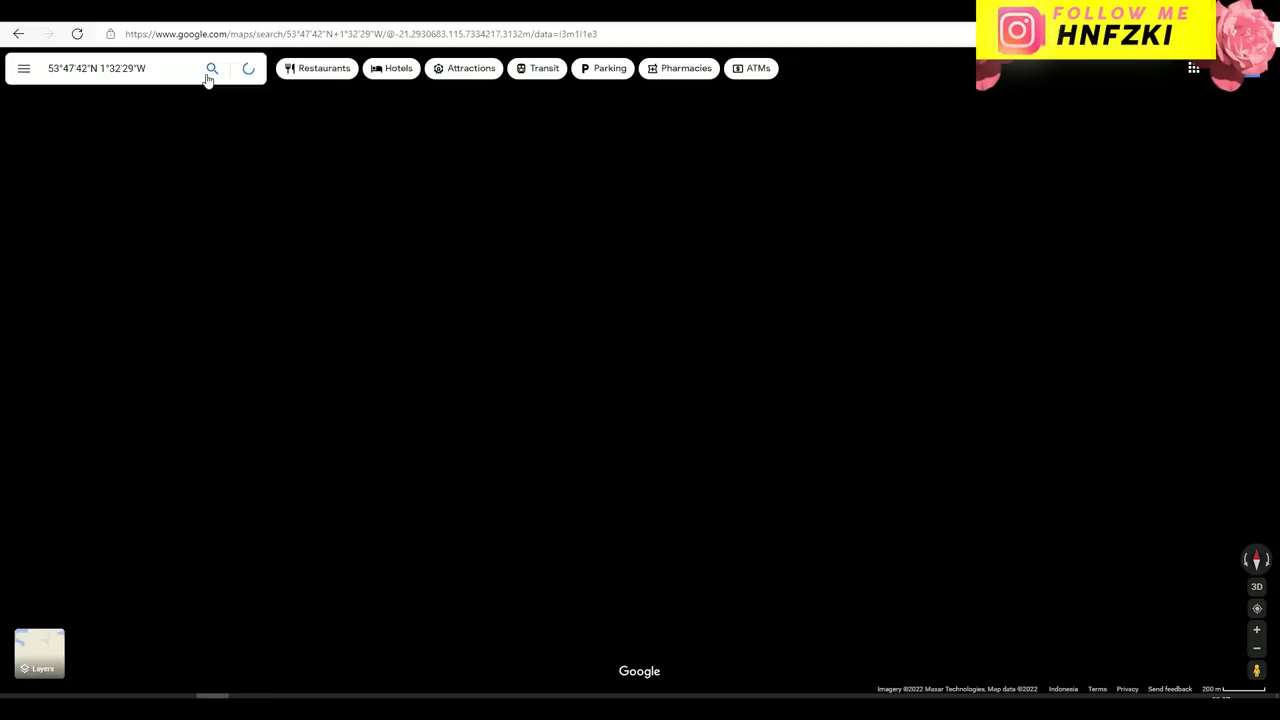 FOLLOW ME
HNFZKI
https://www.google.com/maps/search/53°47'42"N+1°32'29"W/@-21.2930683,115.7334217,3132m/data=!3m1!1e3
53°47'42"N 1°32'29"W
Restaurants
Hotels
Attractions
Transit
Parking
Pharmacies
ATMs
3D
Layers
Google
Imagery ©2022 Maxar Technologies, Map data ©2022
Indonesia
Terms
Privacy
Send feedback
200 m